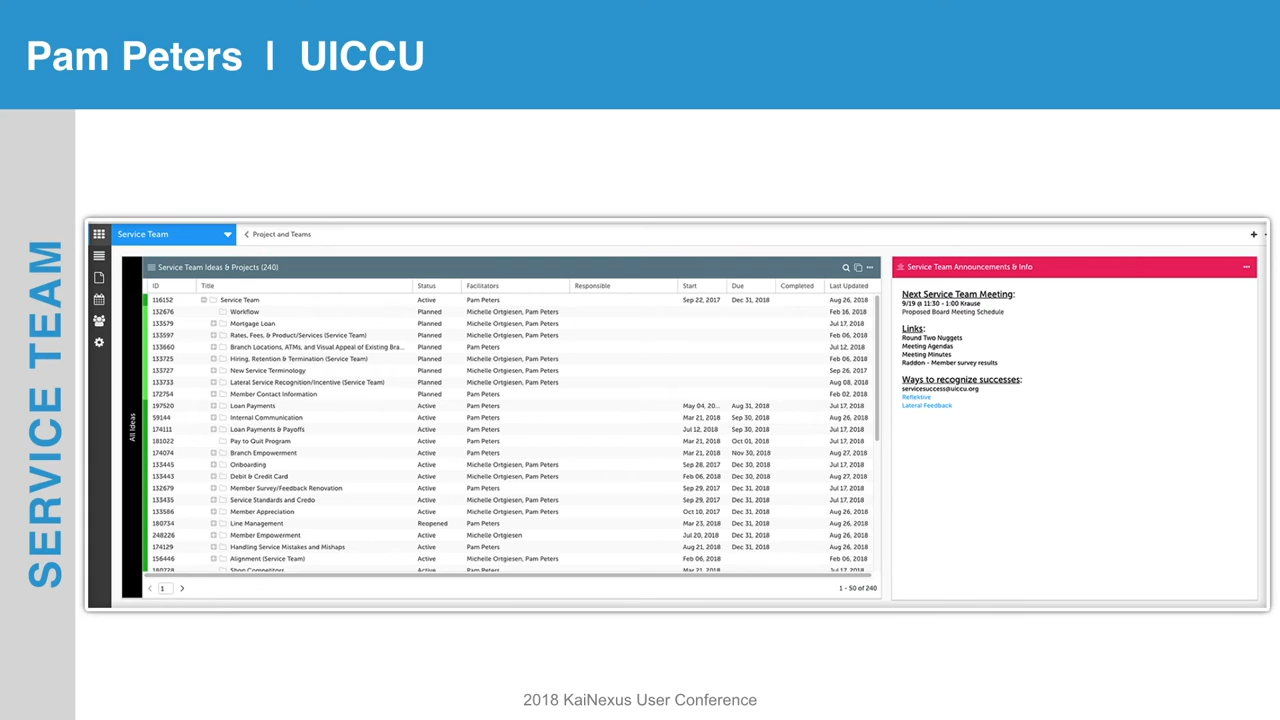 Pam Peters | UICCU
SERVICE TEAM
Service Team
Project and Teams
All Ideas
Service Team Ideas & Projects (240)
ID Title Status Facilitators Responsible Start Due Completed Last Updated
116152 Service Team Active Pam Peters Sep 22, 2017 Dec 31, 2018 Aug 26, 2018
132676 Workflow Planned Michelle Ortgiesen, Pam Peters Feb 16, 2018
133579 Mortgage Loan Planned Michelle Ortgiesen, Pam Peters Jul 17, 2018
133597 Rates, Fees, & Product/Services (Service Team) Planned Michelle Ortgiesen, Pam Peters Feb 06, 2018
133660 Branch Locations, ATMs, and Visual Appeal of Existing Bra... Planned Pam Peters Jul 12, 2018
133725 Hiring, Retention & Termination (Service Team) Planned Michelle Ortgiesen, Pam Peters Feb 06, 2018
133727 New Service Terminology Planned Michelle Ortgiesen, Pam Peters Sep 26, 2017
133733 Lateral Service Recognition/Incentive (Service Team) Planned Michelle Ortgiesen, Pam Peters Aug 08, 2018
172754 Member Contact Information Planned Pam Peters Feb 02, 2018
197520 Loan Payments Active Pam Peters May 04, 20... Aug 31, 2018 Jul 17, 2018
59144 Internal Communication Active Pam Peters Mar 21, 2018 Sep 30, 2018 Aug 26, 2018
174111 Loan Payments & Payoffs Active Pam Peters Jul 12, 2018 Sep 30, 2018 Jul 17, 2018
181022 Pay to Quit Program Active Pam Peters Mar 21, 2018 Oct 01, 2018 Jul 17, 2018
174074 Branch Empowerment Active Pam Peters Mar 21, 2018 Nov 30, 2018 Aug 27, 2018
133445 Onboarding Active Michelle Ortgiesen, Pam Peters Sep 28, 2017 Dec 30, 2018 Jul 17, 2018
133443 Debit & Credit Card Active Michelle Ortgiesen, Pam Peters Feb 06, 2018 Dec 30, 2018 Aug 27, 2018
132679 Member Survey/Feedback Renovation Active Michelle Ortgiesen, Pam Peters Sep 29, 2017 Dec 31, 2018 Jul 17, 2018
133435 Service Standards and Credo Active Michelle Ortgiesen, Pam Peters Sep 29, 2017 Dec 31, 2018 Jul 17, 2018
133586 Member Appreciation Active Michelle Ortgiesen, Pam Peters Oct 10, 2017 Dec 31, 2018 Aug 26, 2018
180734 Line Management Reopened Pam Peters Mar 23, 2018 Dec 31, 2018 Aug 26, 2018
248226 Member Empowerment Active Michelle Ortgiesen Jul 20, 2018 Dec 31, 2018 Aug 26, 2018
174129 Handling Service Mistakes and Mishaps Active Pam Peters Aug 21, 2018 Dec 31, 2018 Aug 26, 2018
156446 Alignment (Service Team) Active Michelle Ortgiesen, Pam Peters Feb 06, 2018 Aug 26, 2018
180728 Shop Competitors Active Pam Peters Mar 21, 2018 Jul 17, 2018
1
1 - 50 of 240
Service Team Announcements & Info
Next Service Team Meeting:
9/19 @ 11:30 - 1:00 Krause
Proposed Board Meeting Schedule
Links:
Round Two Nuggets
Meeting Agendas
Meeting Minutes
Raddon - Member survey results
Ways to recognize successes:
servicesuccess@uiccu.org
Reflektive
Lateral Feedback
2018 KaiNexus User Conference